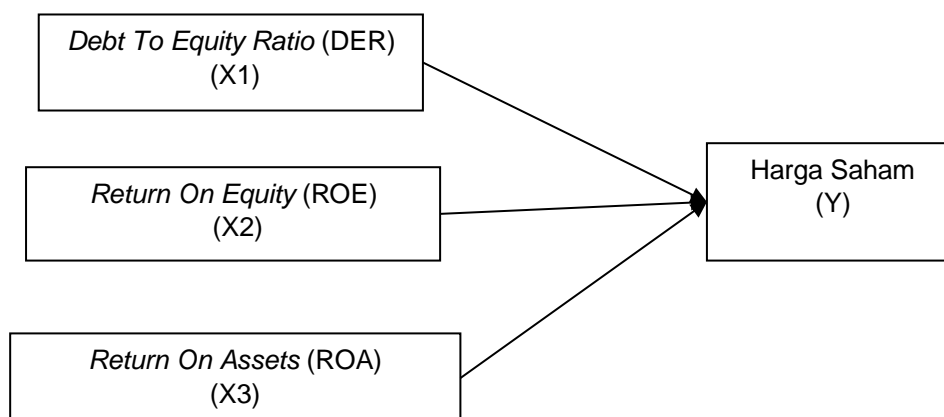 Debt To Equity Ratio (DER)
(X1)
Harga Saham
(Y)
Return On Equity (ROE)
(X2)
Return On Assets (ROA)
(X3)